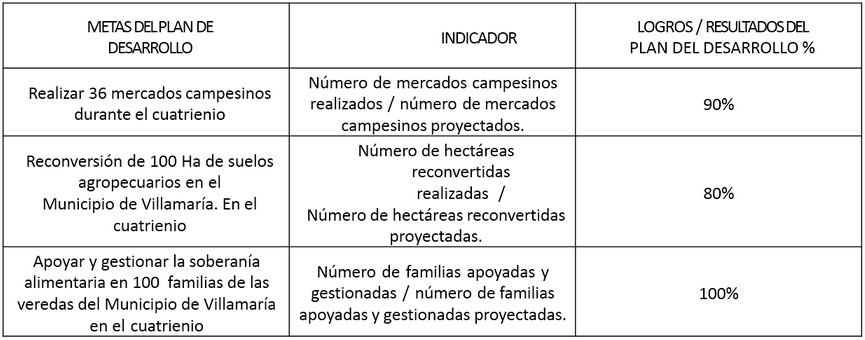 METAS DEL PLAN DE
DESARROLLO
INDICADOR
LOGROS / RESULTADOS DEL
PLAN DEL DESARROLLO %
Realizar 36 mercados campesinos
durante el cuatrienio
Número de mercados campesinos
realizados / número de mercados
campesinos proyectados.
90%
Reconversión de 100 Ha de suelos
agropecuarios en el
Municipio de Villamaría. En el
cuatrienio
Número de hectáreas
reconvertidas
realizadas /
Número de hectáreas reconvertidas
proyectadas.
80%
Apoyar y gestionar la soberanía
alimentaria en 100 familias de las
veredas del Municipio de Villamaría
en el cuatrienio
Número de familias apoyadas y
gestionadas / número de familias
apoyadas y gestionadas proyectadas.
100%